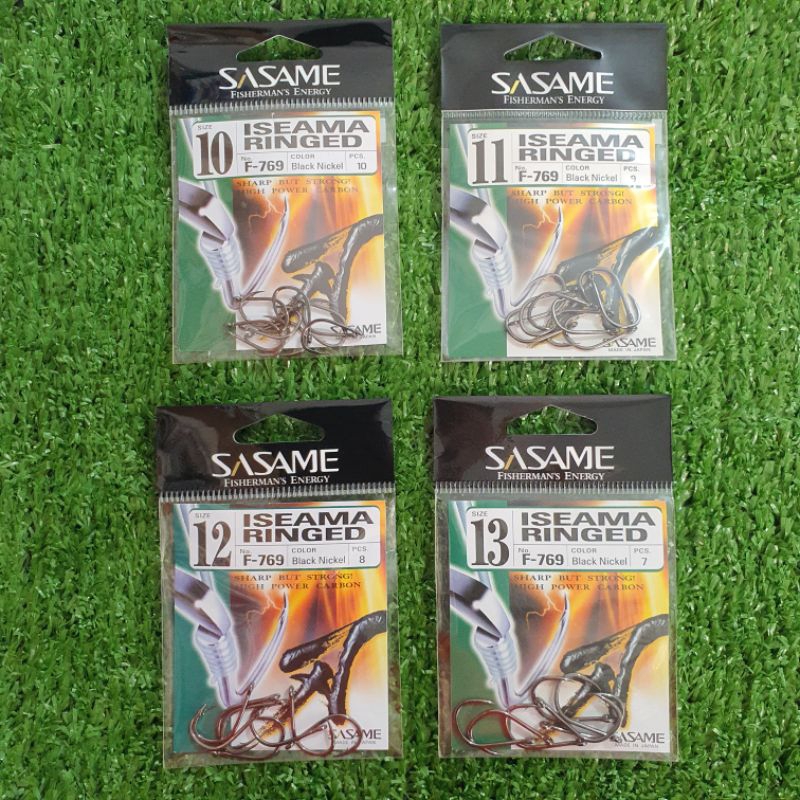 SASAME
FISHERMAN'S ENERGY
SIZE 10
ISEAMA
RINGED
No. F-769 COLOR Black Nickel PCS. 10
SHARP BUT STRONG!
HIGH POWER CARBON
SASAME
JAPAN
SASAME
FISHERMAN'S ENERGY
SIZE 11
ISEAMA
RINGED
No. F-769 COLOR Black Nickel PCS. 9
SHARP BUT STRONG!
HIGH POWER CARBON
SASAME
MADE IN JAPAN
SASAME
FISHERMAN'S ENERGY
SIZE 12
ISEAMA
RINGED
No. F-769 COLOR Black Nickel PCS. 8
SHARP BUT STRONG!
HIGH POWER CARBON
SASAME
MADE IN JAPAN
SASAME
FISHERMAN'S ENERGY
SIZE 13
ISEAMA
RINGED
No. F-769 COLOR Black Nickel PCS. 7
SHARP BUT STRONG!
HIGH POWER CARBON
SASAME
MADE IN JAPAN